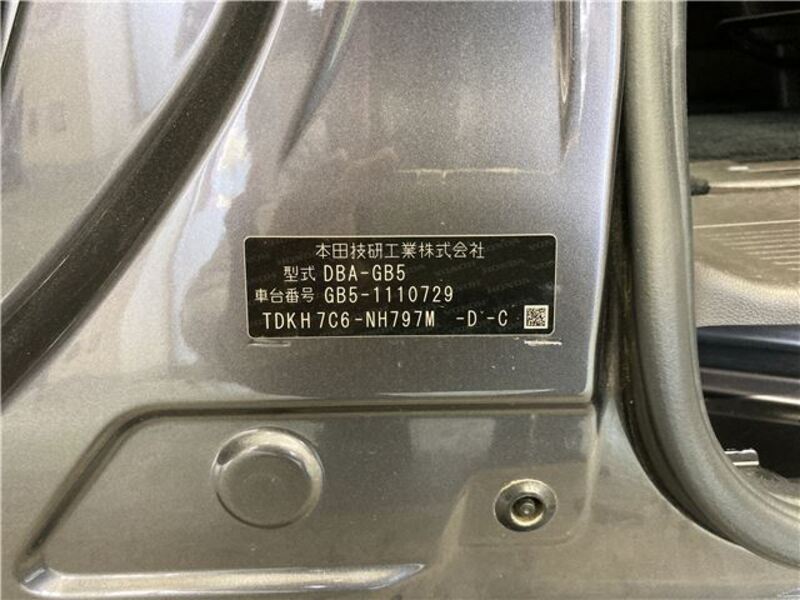 本田技研工業株式会社
型式 DBA-GB5
車台番号 GB5-1110729
TDKH7C6-NH797M -D -C